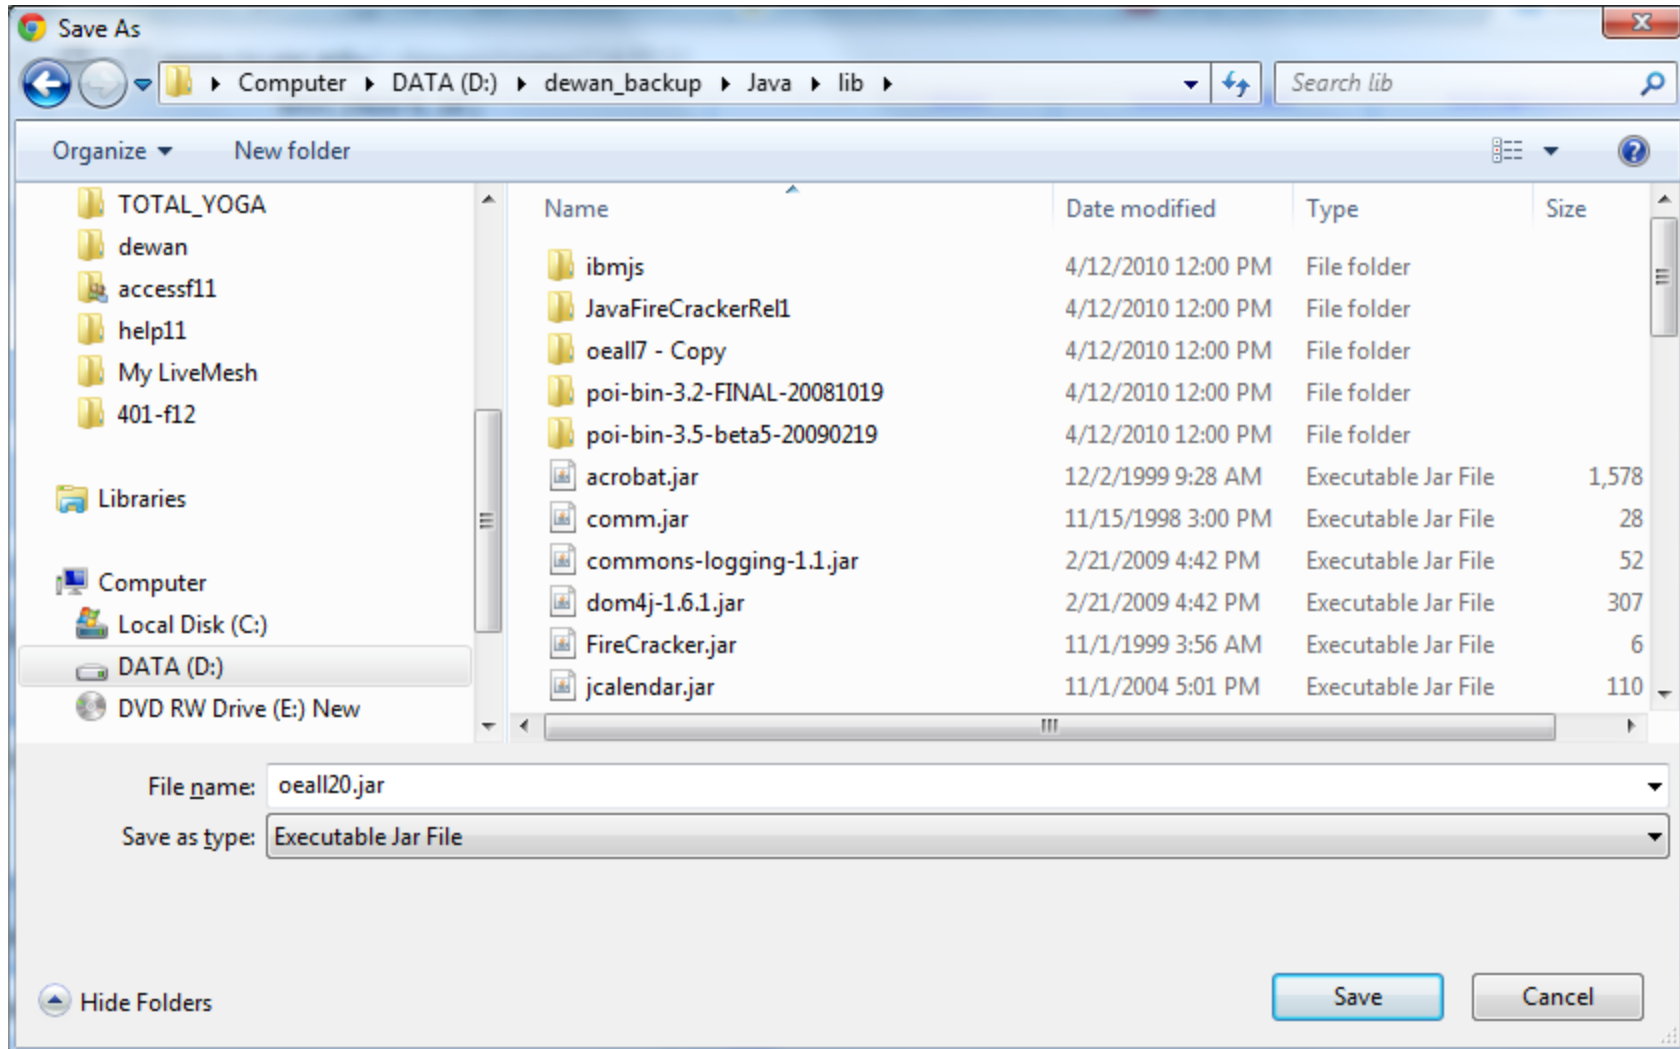 Save As
Computer DATA (D:) dewan_backup Java lib Search lib
Organize New folder
TOTAL_YOGA
dewan
accessf11
help11
My LiveMesh
401-f12
Libraries
Computer
Local Disk (C:)
DATA (D:)
DVD RW Drive (E:) New
Name Date modified Type Size
ibmjs 4/12/2010 12:00 PM File folder
JavaFireCrackerRel1 4/12/2010 12:00 PM File folder
oeall7 - Copy 4/12/2010 12:00 PM File folder
poi-bin-3.2-FINAL-20081019 4/12/2010 12:00 PM File folder
poi-bin-3.5-beta5-20090219 4/12/2010 12:00 PM File folder
acrobat.jar 12/2/1999 9:28 AM Executable Jar File 1,578
comm.jar 11/15/1998 3:00 PM Executable Jar File 28
commons-logging-1.1.jar 2/21/2009 4:42 PM Executable Jar File 52
dom4j-1.6.1.jar 2/21/2009 4:42 PM Executable Jar File 307
FireCracker.jar 11/1/1999 3:56 AM Executable Jar File 6
jcalendar.jar 11/1/2004 5:01 PM Executable Jar File 110
File name: oeall20.jar
Save as type: Executable Jar File
Hide Folders Save Cancel